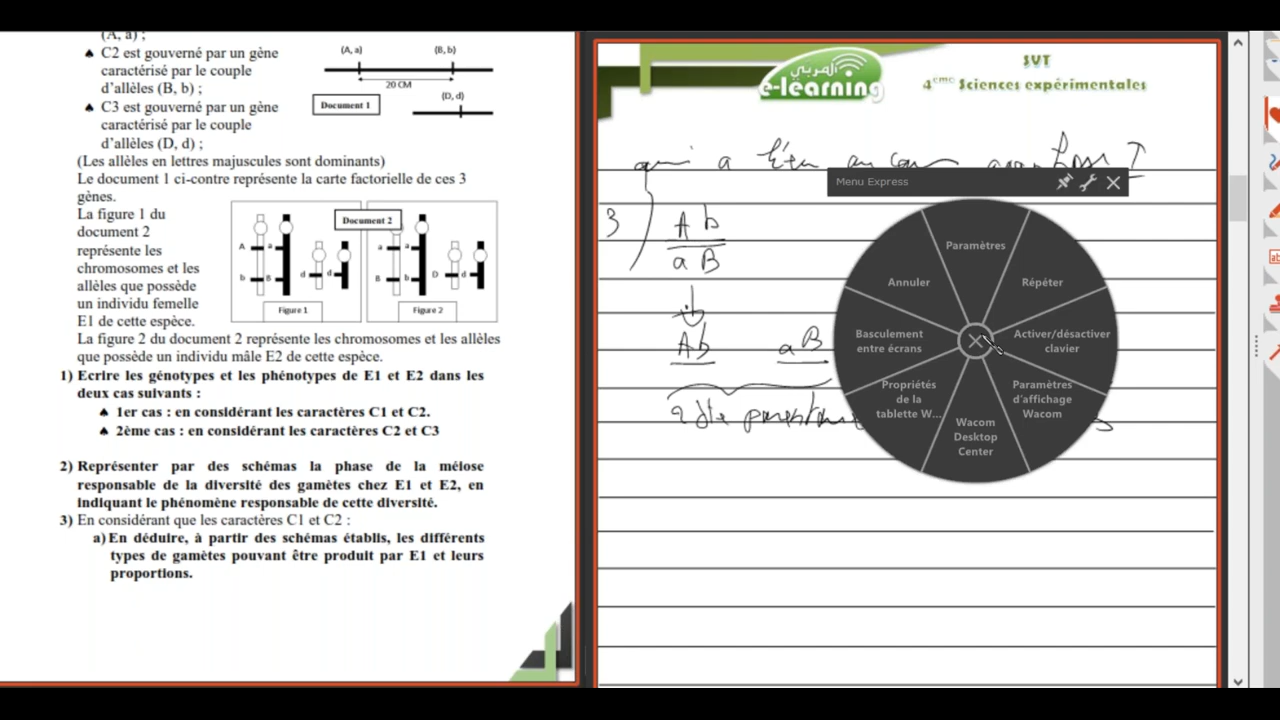 (A, a) ;
♠ C2 est gouverné par un gène
caractérisé par le couple
d'allèles (B, b) ;
♠ C3 est gouverné par un gène
caractérisé par le couple
d'allèles (D, d) ;
(A, a) (B, b)
20 CM
(D, d)
Document 1
(Les allèles en lettres majuscules sont dominants)
Le document 1 ci-contre représente la carte factorielle de ces 3
gènes.
La figure 1 du
document 2
représente les
chromosomes et les
allèles que possède
un individu femelle
E1 de cette espèce.
Document 2
A a a a
b B d d B b D d
Figure 1 Figure 2
La figure 2 du document 2 représente les chromosomes et les allèles
que possède un individu mâle E2 de cette espèce.
1) Ecrire les génotypes et les phénotypes de E1 et E2 dans les
deux cas suivants :
♠ 1er cas : en considérant les caractères C1 et C2.
♠ 2ème cas : en considérant les caractères C2 et C3
2) Représenter par des schémas la phase de la méiose
responsable de la diversité des gamètes chez E1 et E2, en
indiquant le phénomène responsable de cette diversité.
3) En considérant que les caractères C1 et C2 :
a) En déduire, à partir des schémas établis, les différents
types de gamètes pouvant être produit par E1 et leurs
proportions.
العربي
e-learning
SVT
4eme Sciences expérimentales
qui a
3) A b
a B
Ab aB
Menu Express
Paramètres
Annuler
Répéter
Basculement
entre écrans
Activer/désactiver
clavier
Propriétés
de la
tablette W...
Paramètres
d'affichage
Wacom
Wacom
Desktop
Center